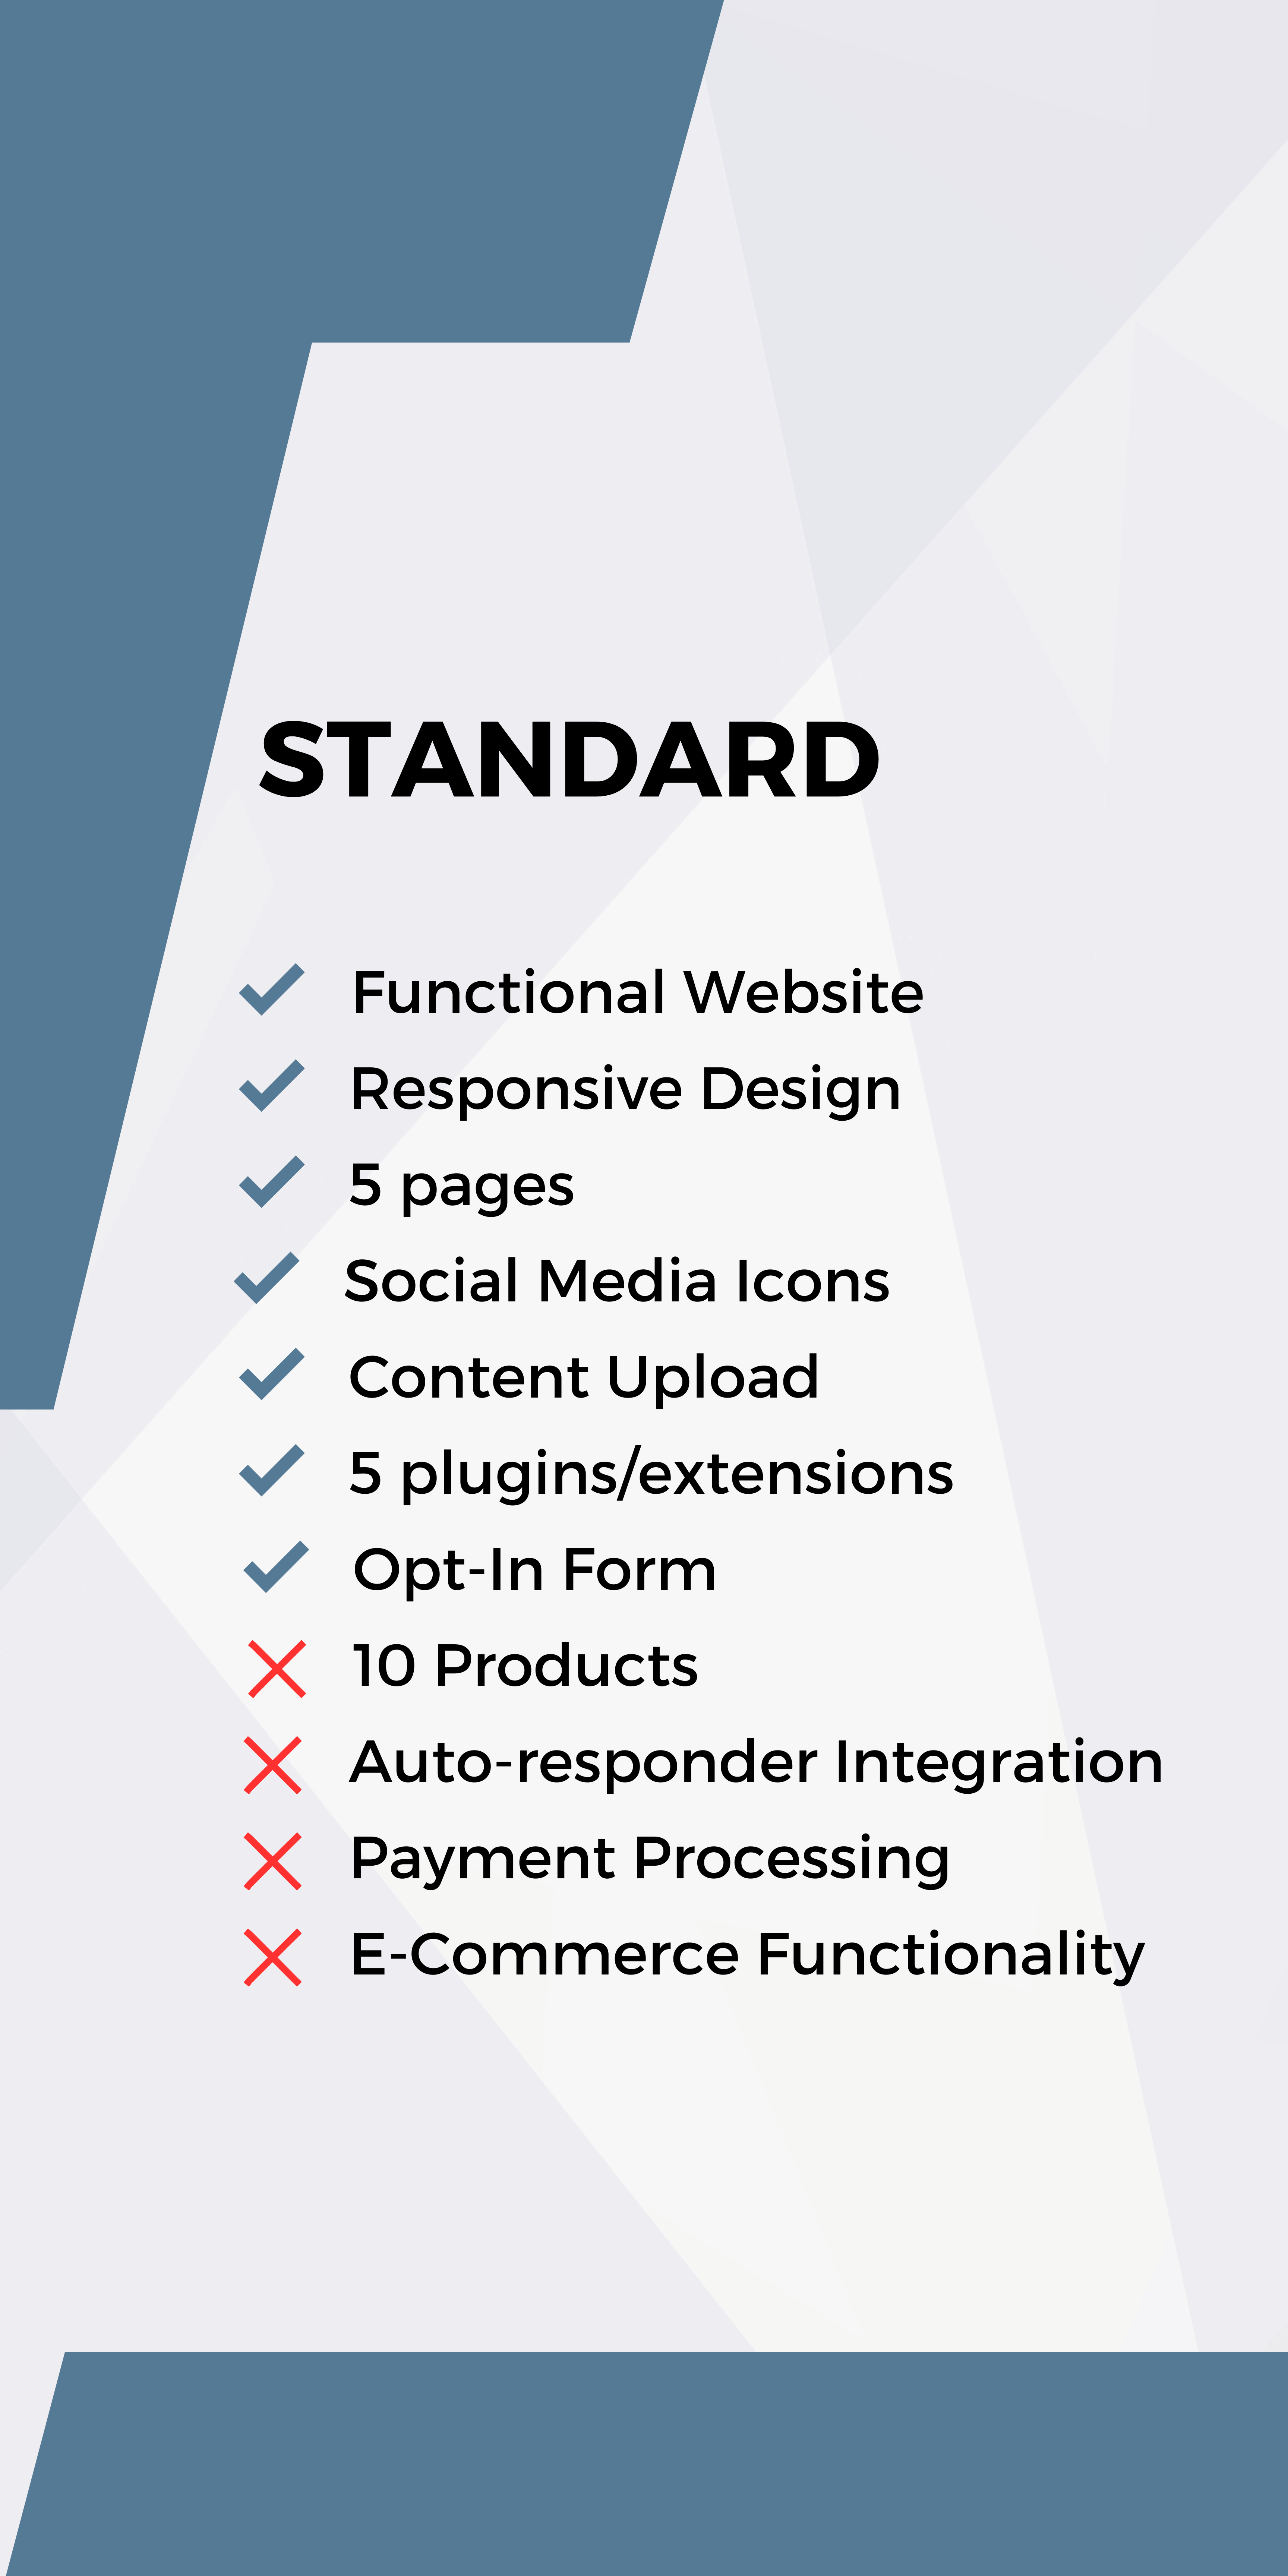 STANDARD
Functional Website
Responsive Design
5 pages
Social Media Icons
Content Upload
5 plugins/extensions
Opt-In Form
10 Products
Auto-responder Integration
Payment Processing
E-Commerce Functionality